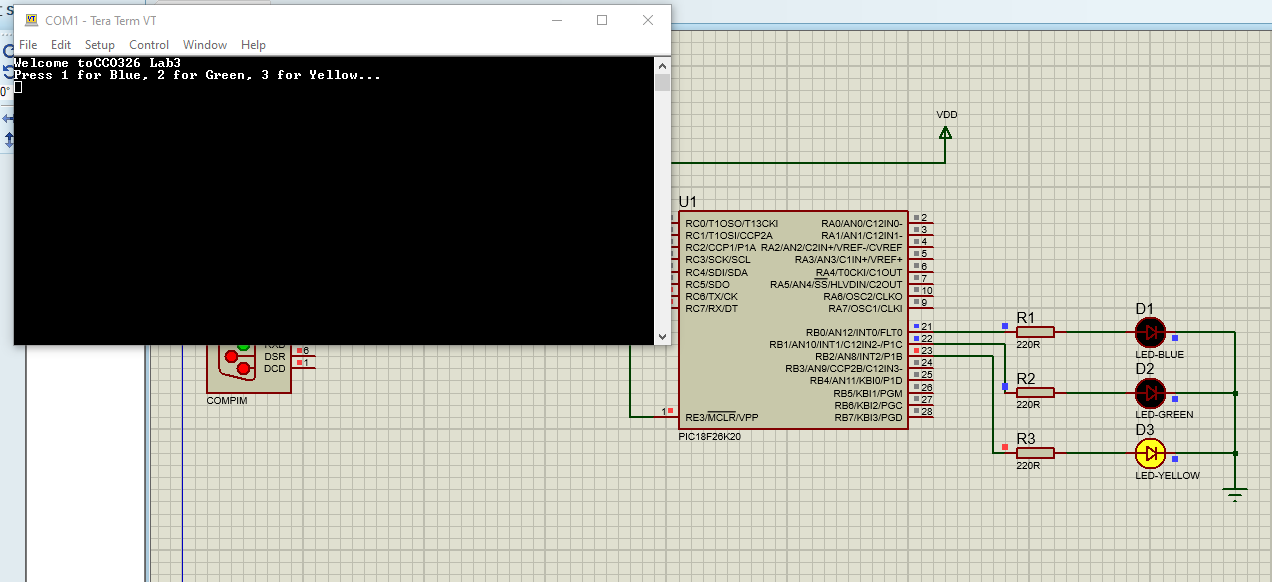 COM1 - Tera Term VT
File Edit Setup Control Window Help
Welcome toCCO326 Lab3
Press 1 for Blue, 2 for Green, 3 for Yellow...
0°
VDD
U1
RC0/T1OSO/T13CKI RA0/AN0/C12IN0- 2
RC1/T1OSI/CCP2A RA1/AN1/C12IN1- 3
RC2/CCP1/P1A RA2/AN2/C2IN+/VREF-/CVREF 4
RC3/SCK/SCL RA3/AN3/C1IN+/VREF+ 5
RC4/SDI/SDA RA4/T0CKI/C1OUT 6
RC5/SDO RA5/AN4/SS/HLVDIN/C2OUT 7
RC6/TX/CK RA6/OSC2/CLKO 10
RC7/RX/DT RA7/OSC1/CLKI 9
RB0/AN12/INT0/FLT0 21
RB1/AN10/INT1/C12IN2-/P1C 22
RB2/AN8/INT2/P1B 23
RB3/AN9/CCP2B/C12IN3- 24
RB4/AN11/KBI0/P1D 25
RB5/KBI1/PGM 26
RB6/KBI2/PGC 27
1 RE3/MCLR/VPP RB7/KBI3/PGD 28
PIC18F26K20
R1
220R
D1
LED-BLUE
R2
220R
D2
LED-GREEN
R3
220R
D3
LED-YELLOW
DSR 6
DCD 1
COMPIM